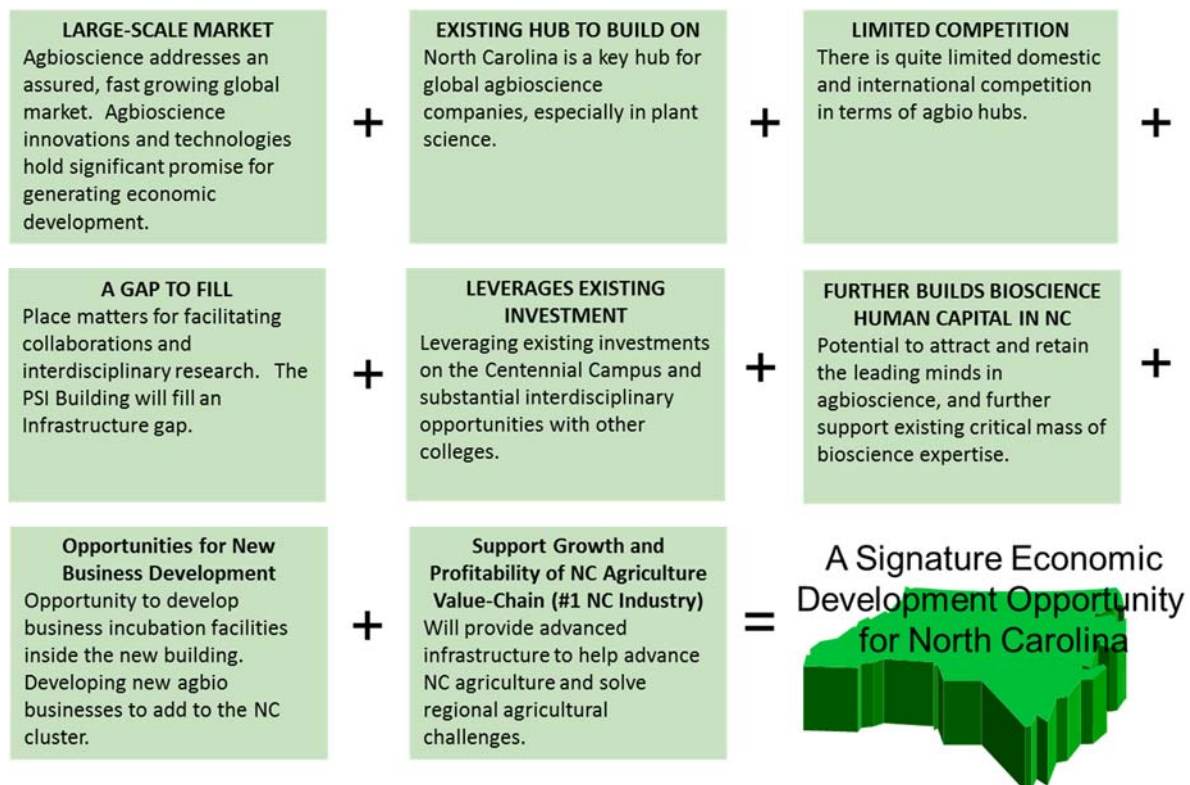 LARGE-SCALE MARKET
Agbioscience addresses an
assured, fast growing global
market.  Agbioscience
innovations and technologies
hold significant promise for
generating economic
development.
+
EXISTING HUB TO BUILD ON
North Carolina is a key hub for
global agbioscience
companies, especially in plant
science.
+
LIMITED COMPETITION
There is quite limited domestic
and international competition
in terms of agbio hubs.
+
A GAP TO FILL
Place matters for facilitating
collaborations and
interdisciplinary research.   The
PSI Building will fill an
Infrastructure gap.
+
LEVERAGES EXISTING
INVESTMENT
Leveraging existing investments
on the Centennial Campus and
substantial interdisciplinary
opportunities with other
colleges.
+
FURTHER BUILDS BIOSCIENCE
HUMAN CAPITAL IN NC
Potential to attract and retain
the leading minds in
agbioscience, and further
support existing critical mass of
bioscience expertise.
+
Opportunities for New
Business Development
Opportunity to develop
business incubation facilities
inside the new building.
Developing new agbio
businesses to add to the NC
cluster.
+
Support Growth and
Profitability of NC Agriculture
Value-Chain (#1 NC Industry)
Will provide advanced
infrastructure to help advance
NC agriculture and solve
regional agricultural
challenges.
=
A Signature Economic
Development Opportunity
for North Carolina